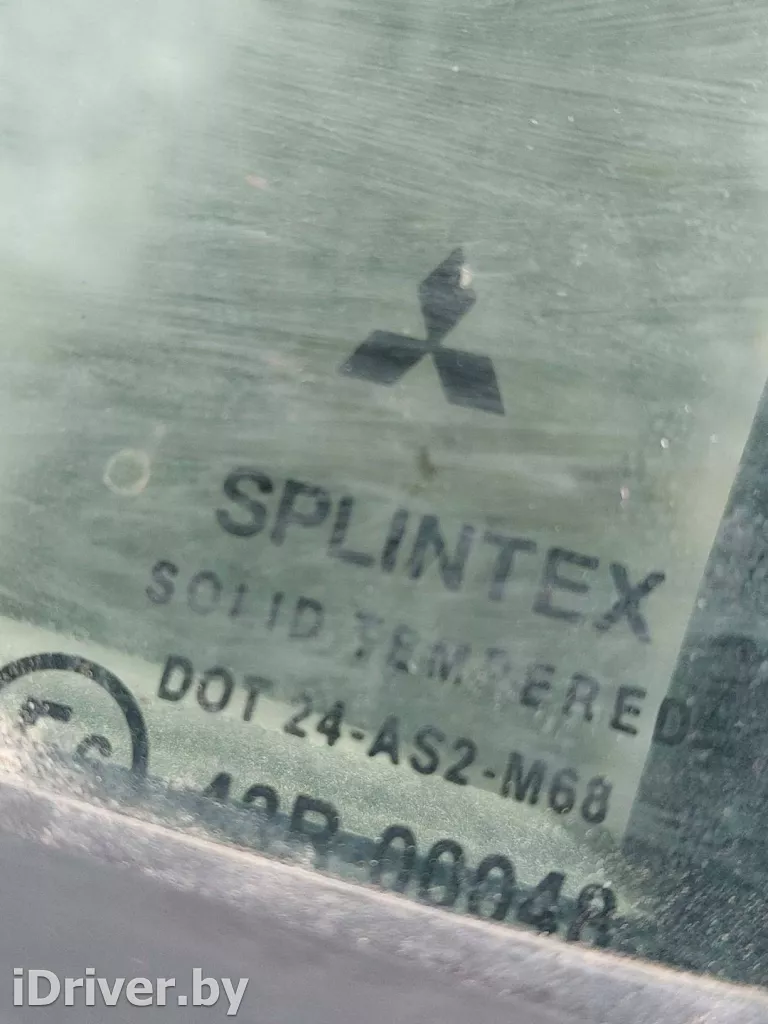 SPLINTEX
SOLID TEMPERED
DOT 24-AS2-M68
43R-00048
iDriver.by